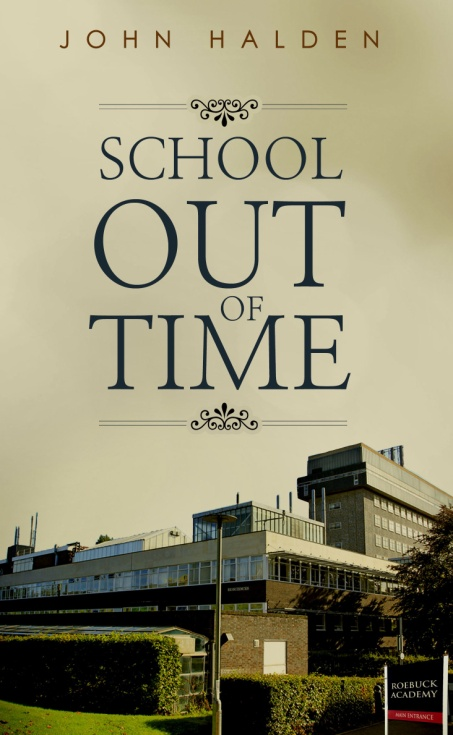 JOHN HALDEN
SCHOOL
OUT
OF
TIME
ROEBUCK
ACADEMY
MAIN ENTRANCE